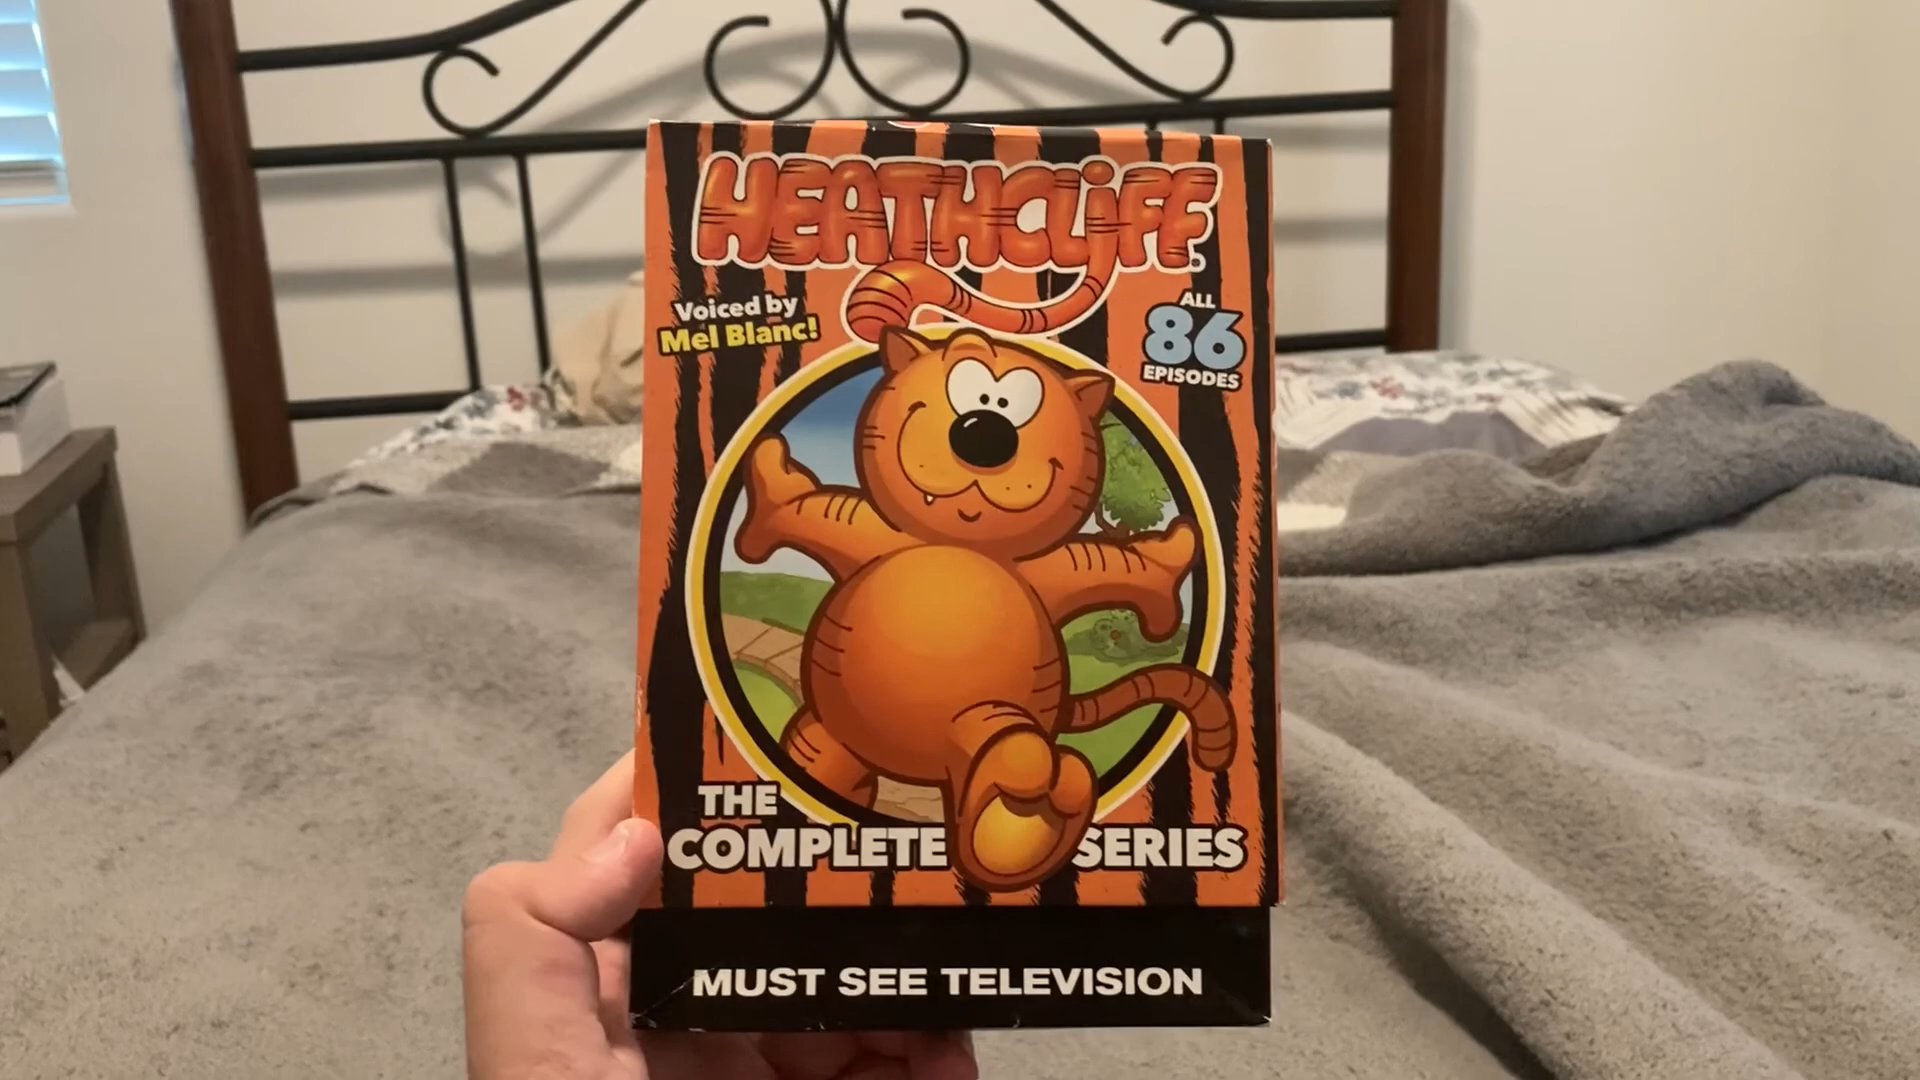 HEATHCLiFF
Voiced by
Mel Blanc!
ALL
86
EPISODES
THE
COMPLETE SERIES
MUST SEE TELEVISION